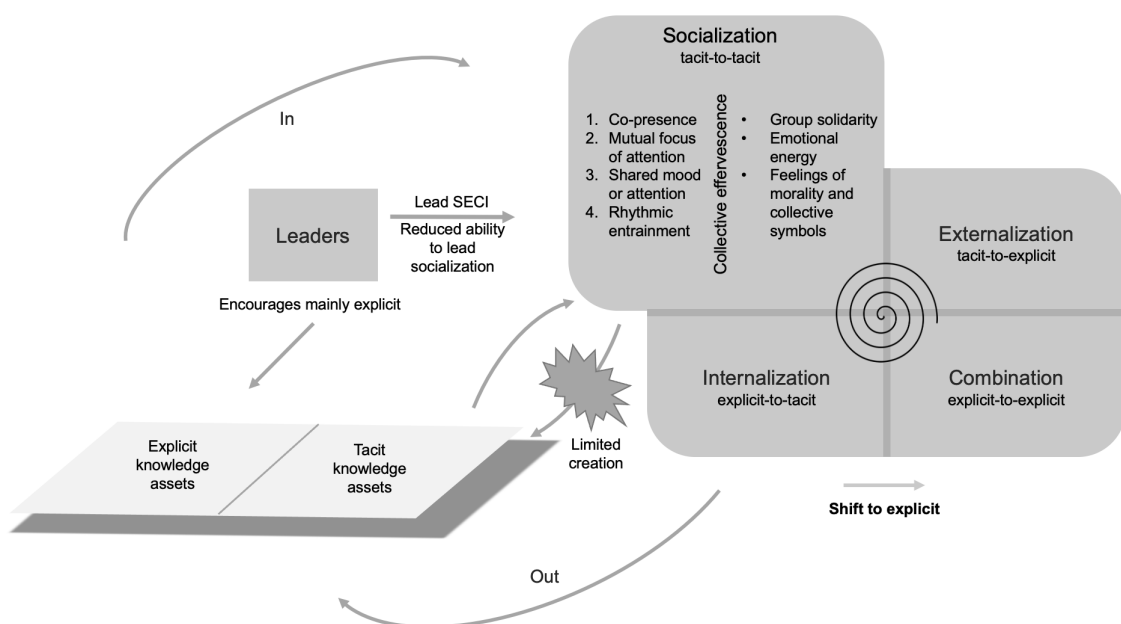 Socialization
tacit-to-tacit
1. Co-presence
2. Mutual focus
of attention
3. Shared mood
or attention
4. Rhythmic
entrainment
Collective effervescence
• Group solidarity
• Emotional
energy
• Feelings of
morality and
collective
symbols
In
Leaders
Lead SECI
Reduced ability
to lead
socialization
Encourages mainly explicit
Externalization
tacit-to-explicit
Internalization
explicit-to-tacit
Combination
explicit-to-explicit
Explicit
knowledge
assets
Tacit
knowledge
assets
Limited
creation
Shift to explicit
Out